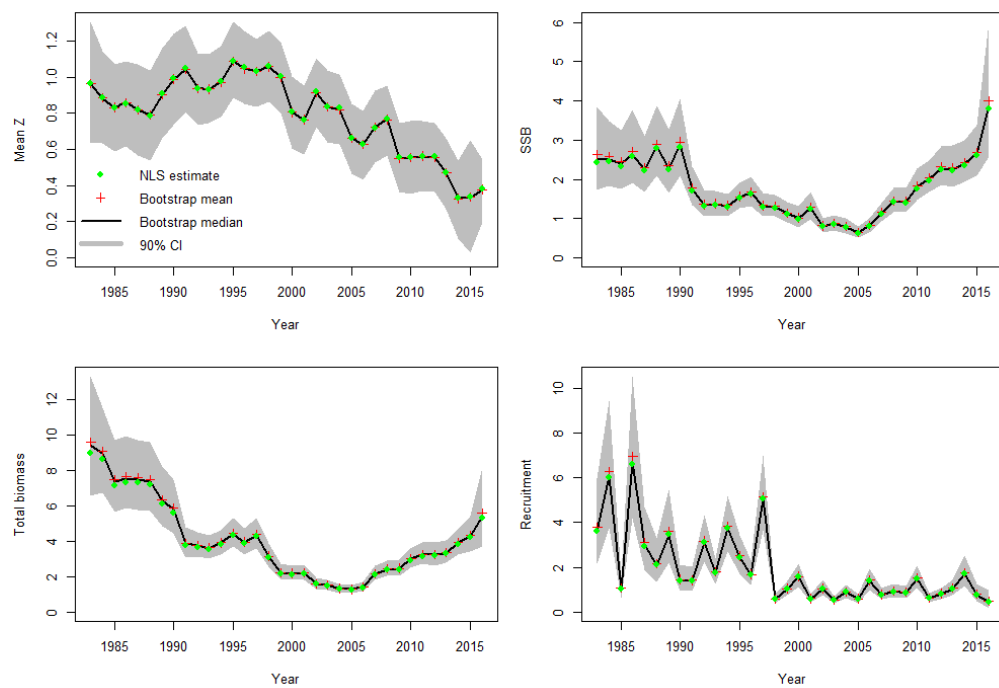 Mean Z
0.0 0.2 0.4 0.6 0.8 1.0 1.2
NLS estimate
Bootstrap mean
Bootstrap median
90% CI
1985 1990 1995 2000 2005 2010 2015
Year
SSB
0 1 2 3 4 5 6
1985 1990 1995 2000 2005 2010 2015
Year
Total biomass
0 2 4 6 8 10 12
1985 1990 1995 2000 2005 2010 2015
Year
Recruitment
0 2 4 6 8 10
1985 1990 1995 2000 2005 2010 2015
Year